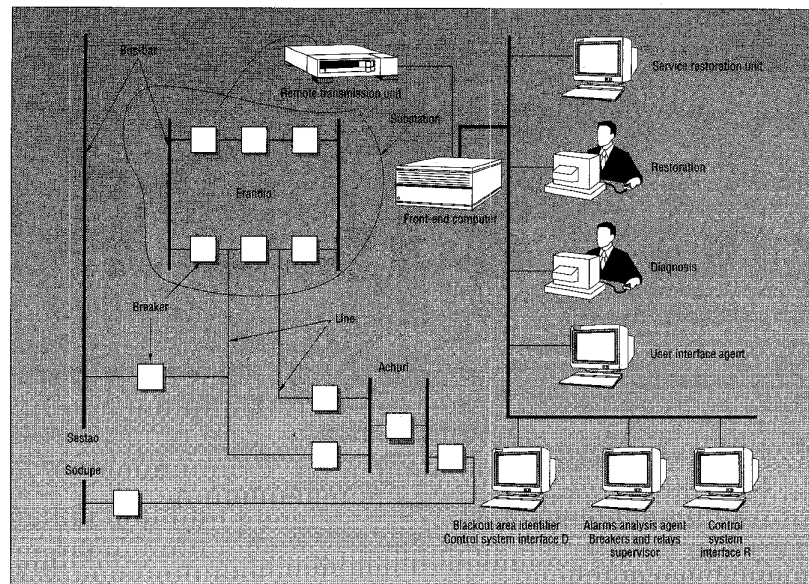 Busbar
Remote transmission unit
Substation
Service restoration unit
Erandio
Front-end computer
Restoration
Diagnosis
Breaker
Line
User interface agent
Achuri
Sestao
Sodupe
Blackout area identifier
Control system interface D
Alarms analysis agent
Breakers and relays
supervisor
Control
system
interface R